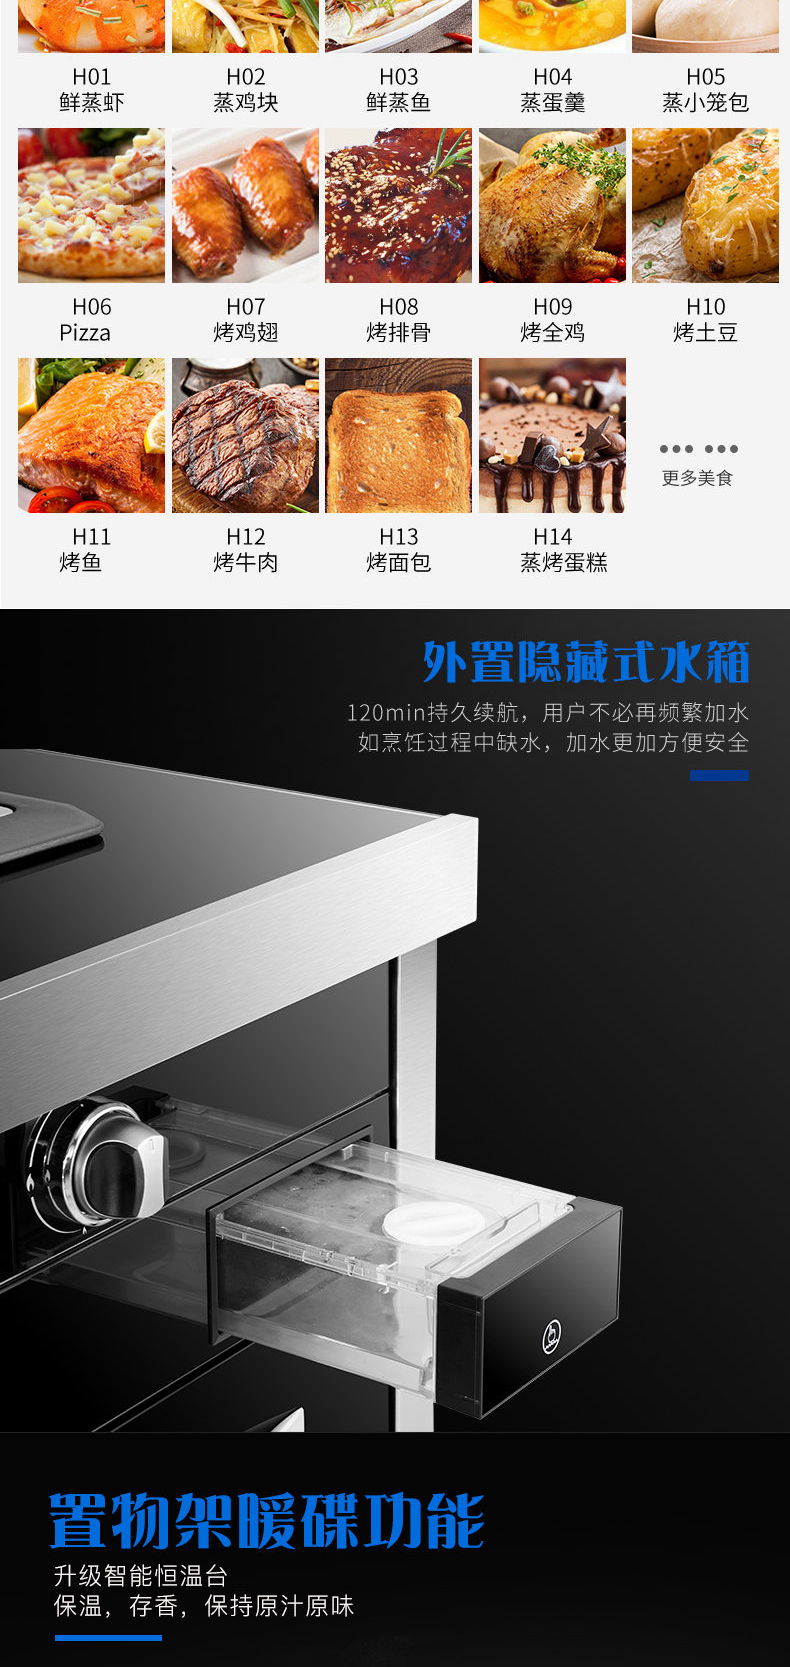 H01
鲜蒸虾
H02
蒸鸡块
H03
鲜蒸鱼
H04
蒸蛋羹
H05
蒸小笼包
H06
Pizza
H07
烤鸡翅
H08
烤排骨
H09
烤全鸡
H10
烤土豆
H11
烤鱼
H12
烤牛肉
H13
烤面包
H14
蒸烤蛋糕
更多美食
外置隐藏式水箱
120min持久续航，用户不必再频繁加水
如烹饪过程中缺水，加水更加方便安全
置物架暖碟功能
升级智能恒温台
保温，存香，保持原汁原味